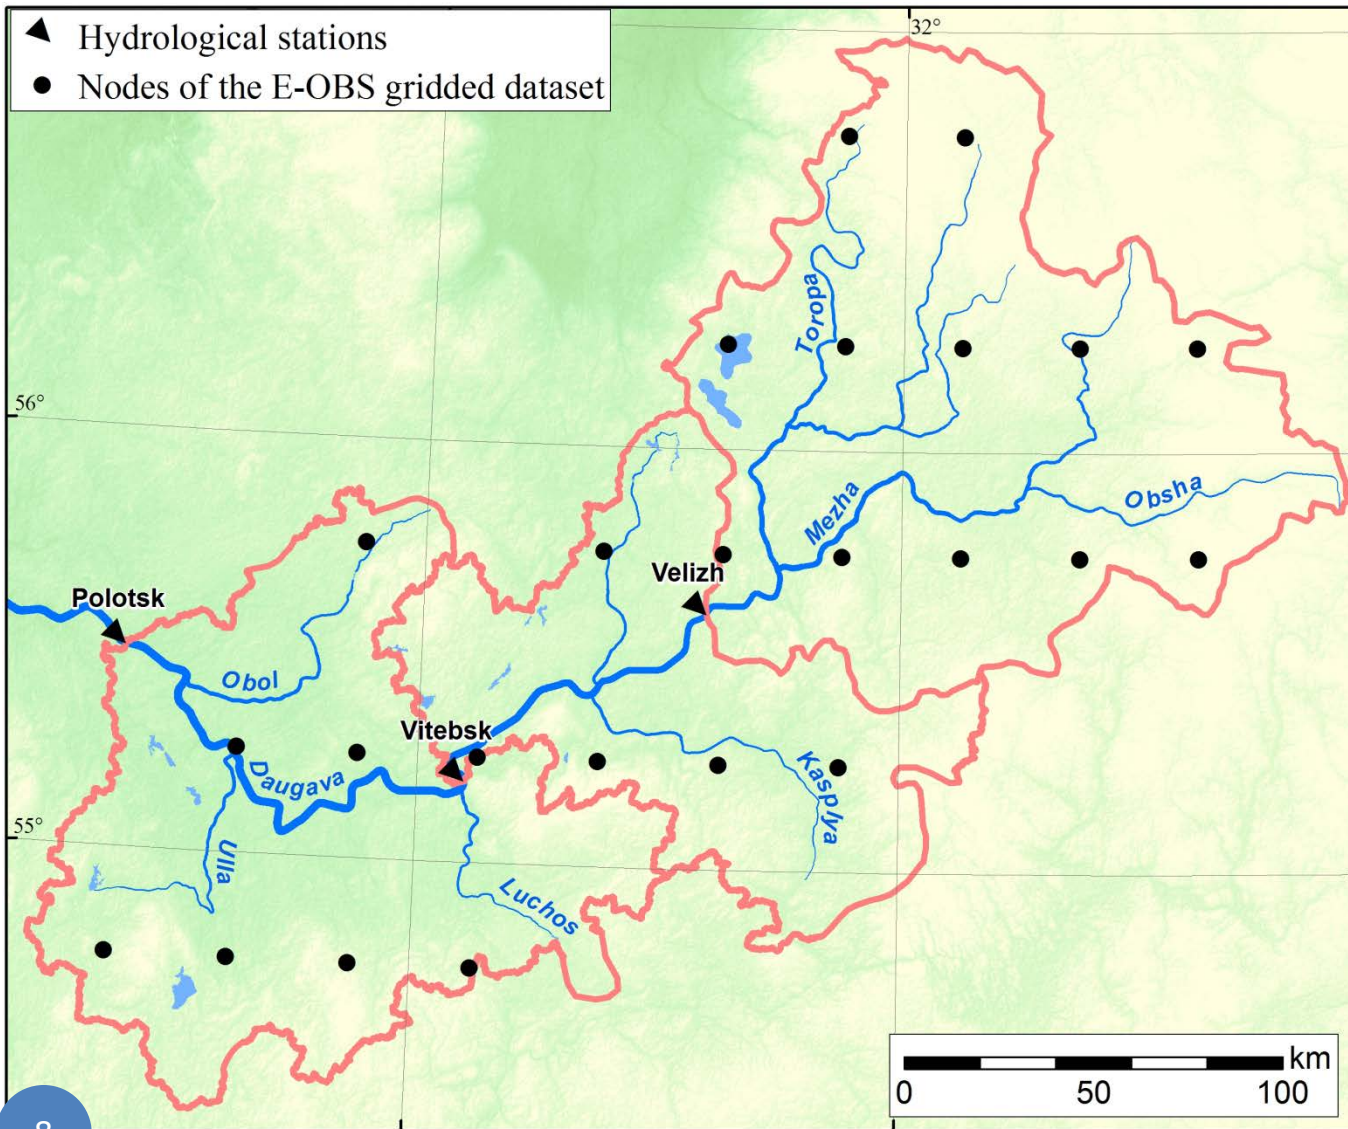 Hydrological stations
Nodes of the E-OBS gridded dataset
32°
Toropa
56°
Mezha
Obsha
Velizh
Polotsk
Obol
Vitebsk
Daugava
Kasplya
55°
Ulla
Luchos
km
0 50 100
8